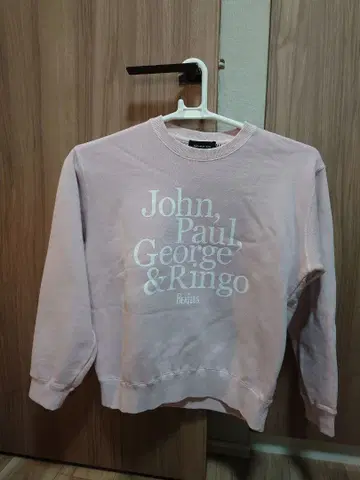 John,
Paul,
George
&Ringo
THE
BEATLES